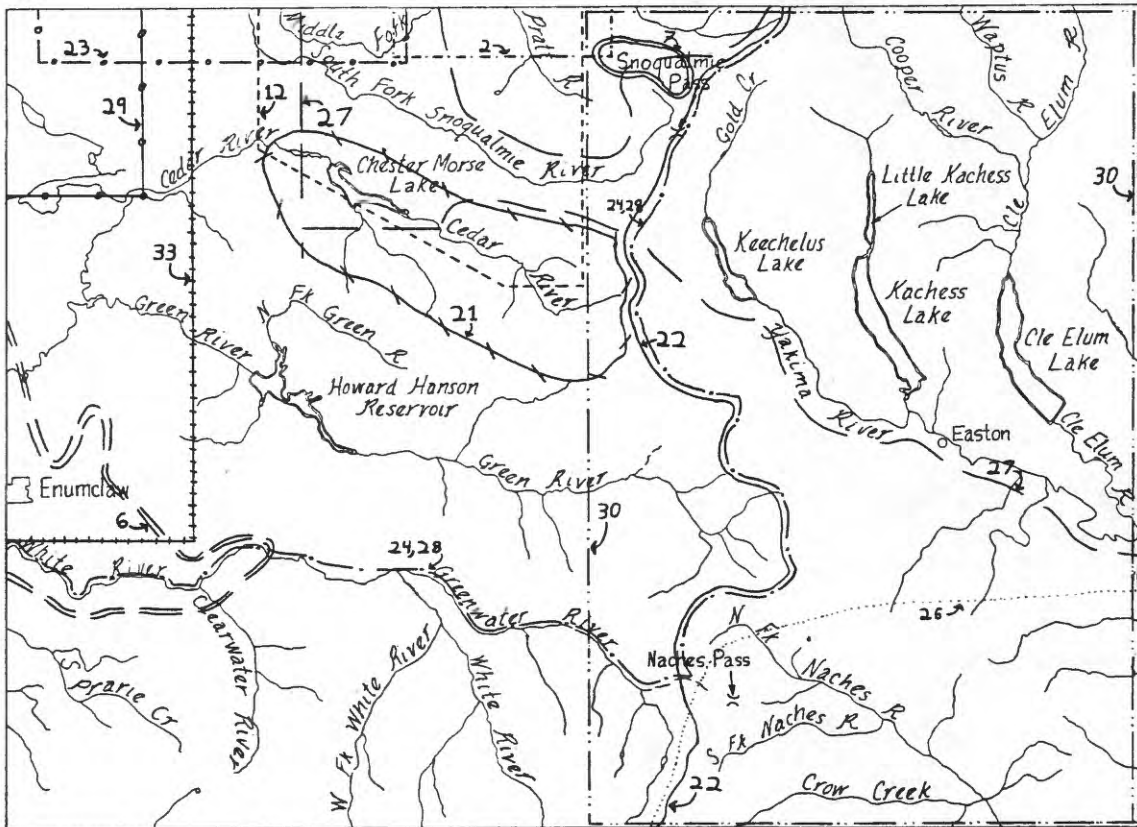 23
Middle Fork
Pratt R
2
Snoqualmie
Pass
Cooper River
Waptus R
Cle Elum R
29
12
27
South Fork Snoqualmie River
Gold Cr
Cedar River
Chester Morse
Lake
Little Kachess
Lake
30
24,28
Cedar River
Keechelus
Lake
33
Kachess
Lake
Green River
N Fk Green R
21
22
Cle Elum
Lake
Yakima River
Howard Hanson
Reservoir
Easton
Cle Elum R
Enumclaw
Green River
27
6
30
White River
24,28
Greenwater River
26
Clearwater River
N Fk Naches R
Naches Pass
S Prarie Cr
W Fk White River
White River
S Fk Naches R
22
Crow Creek